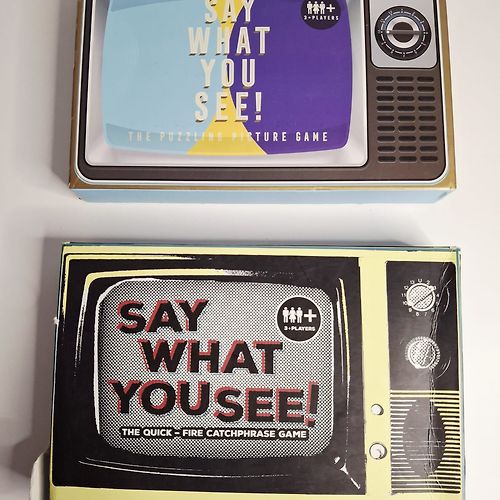 SAY
WHAT
YOU
SEE!
THE PUZZLING PICTURE GAME
3+ PLAYERS
SAY
WHAT
YOU SEE!
THE QUICK – FIRE CATCHPHRASE GAME
3+ PLAYERS